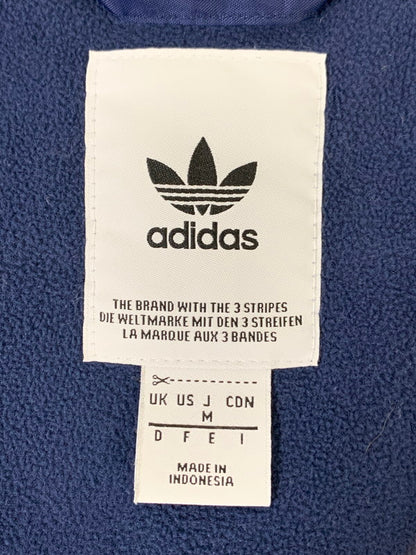 adidas
THE BRAND WITH THE 3 STRIPES
DIE WELTMARKE MIT DEN 3 STREIFEN
LA MARQUE AUX 3 BANDES
UK US J CDN
M
D F E I
MADE IN
INDONESIA